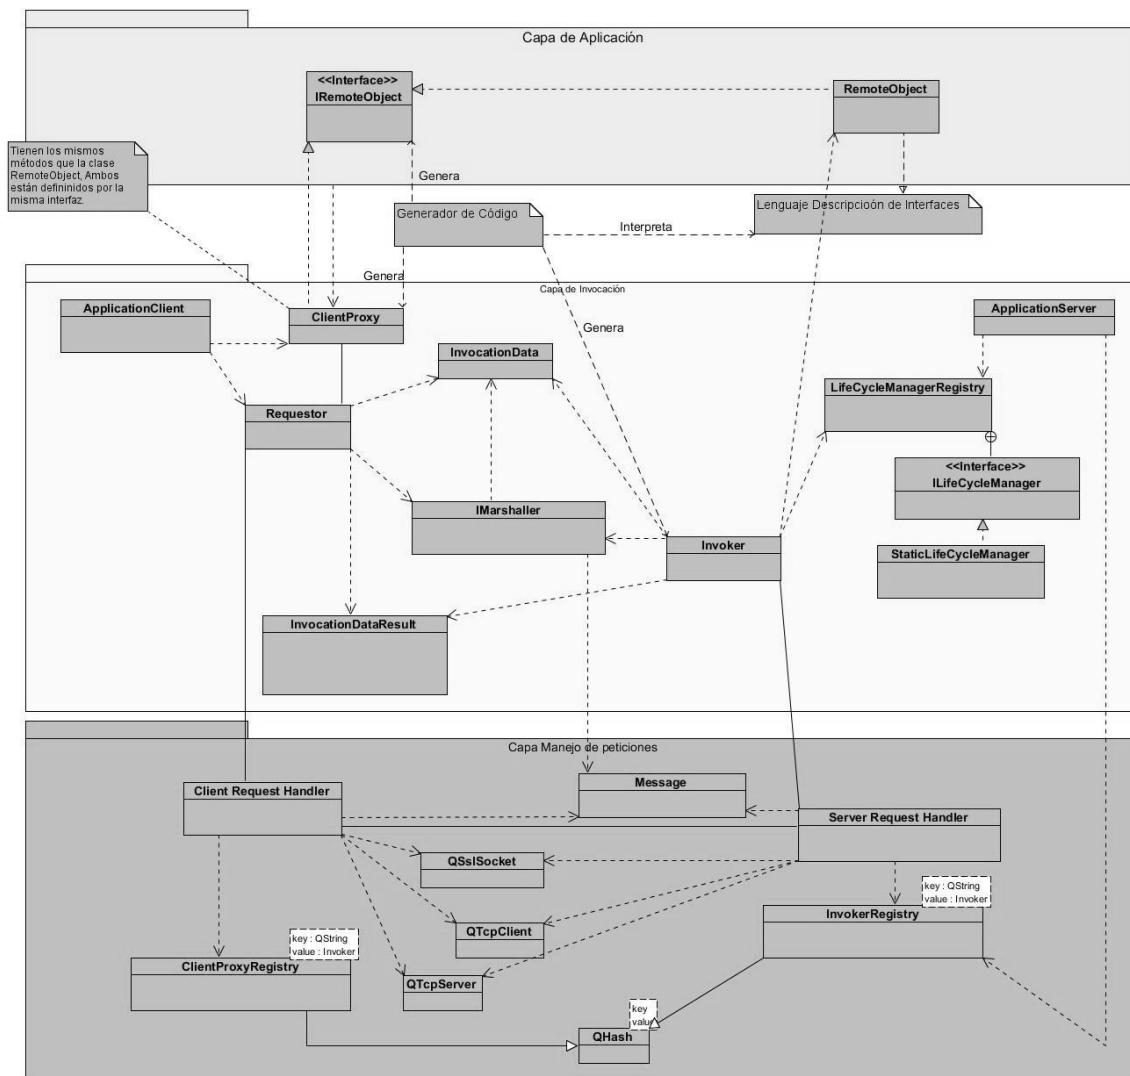 Capa de Aplicación
<<Interface>>
IRemoteObject
RemoteObject
Tienen los mismos
métodos que la clase
RemoteObject, Ambos
están defininidos por la
misma interfaz.
Genera
Generador de Código
Lenguaje Descripcioón de Interfaces
Interpreta
Genera
Capa de Invocación
ApplicationClient
ClientProxy
ApplicationServer
Genera
InvocationData
LifeCycleManagerRegistry
Requestor
<<Interface>>
ILifeCycleManager
IMarshaller
Invoker
StaticLifeCycleManager
InvocationDataResult
Capa Manejo de peticiones
Message
Client Request Handler
Server Request Handler
QSslSocket
key : QString
value : Invoker
InvokerRegistry
QTcpClient
key : QString
value : Invoker
ClientProxyRegistry
QTcpServer
key
value
QHash